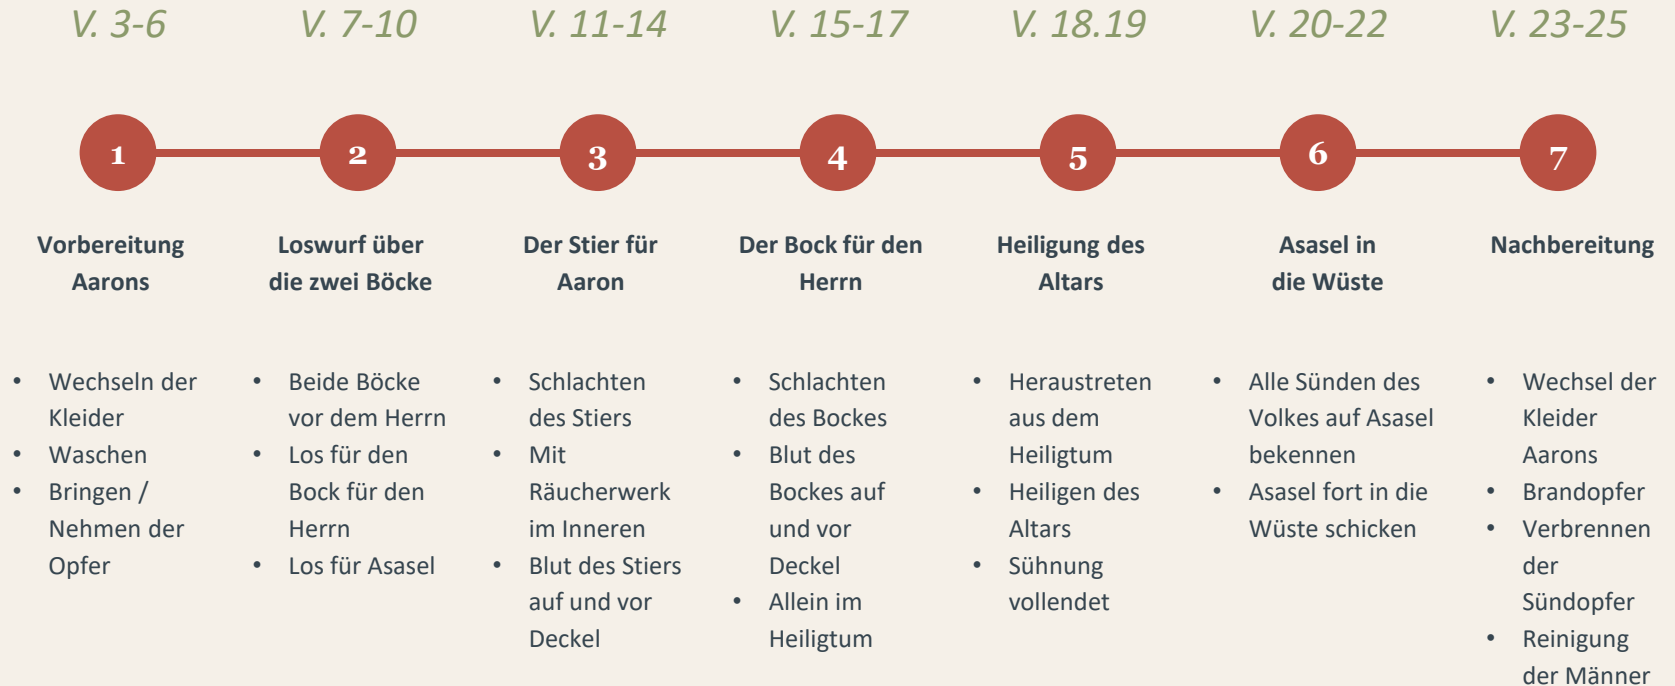 V. 3-6
V. 7-10
V. 11-14
V. 15-17
V. 18.19
V. 20-22
V. 23-25
1
2
3
4
5
6
7
Vorbereitung
Aarons
Loswurf über
die zwei Böcke
Der Stier für
Aaron
Der Bock für den
Herrn
Heiligung des
Altars
Asasel in
die Wüste
Nachbereitung
• Wechseln der
Kleider
• Waschen
• Bringen /
Nehmen der
Opfer
• Beide Böcke
vor dem Herrn
• Los für den
Bock für den
Herrn
• Los für Asasel
• Schlachten
des Stiers
• Mit
Räucherwerk
im Inneren
• Blut des Stiers
auf und vor
Deckel
• Schlachten
des Bockes
• Blut des
Bockes auf
und vor
Deckel
• Allein im
Heiligtum
• Heraustreten
aus dem
Heiligtum
• Heiligen des
Altars
• Sühnung
vollendet
• Alle Sünden des
Volkes auf Asasel
bekennen
• Asasel fort in die
Wüste schicken
• Wechsel der
Kleider
Aarons
• Brandopfer
• Verbrennen
der
Sündopfer
• Reinigung
der Männer